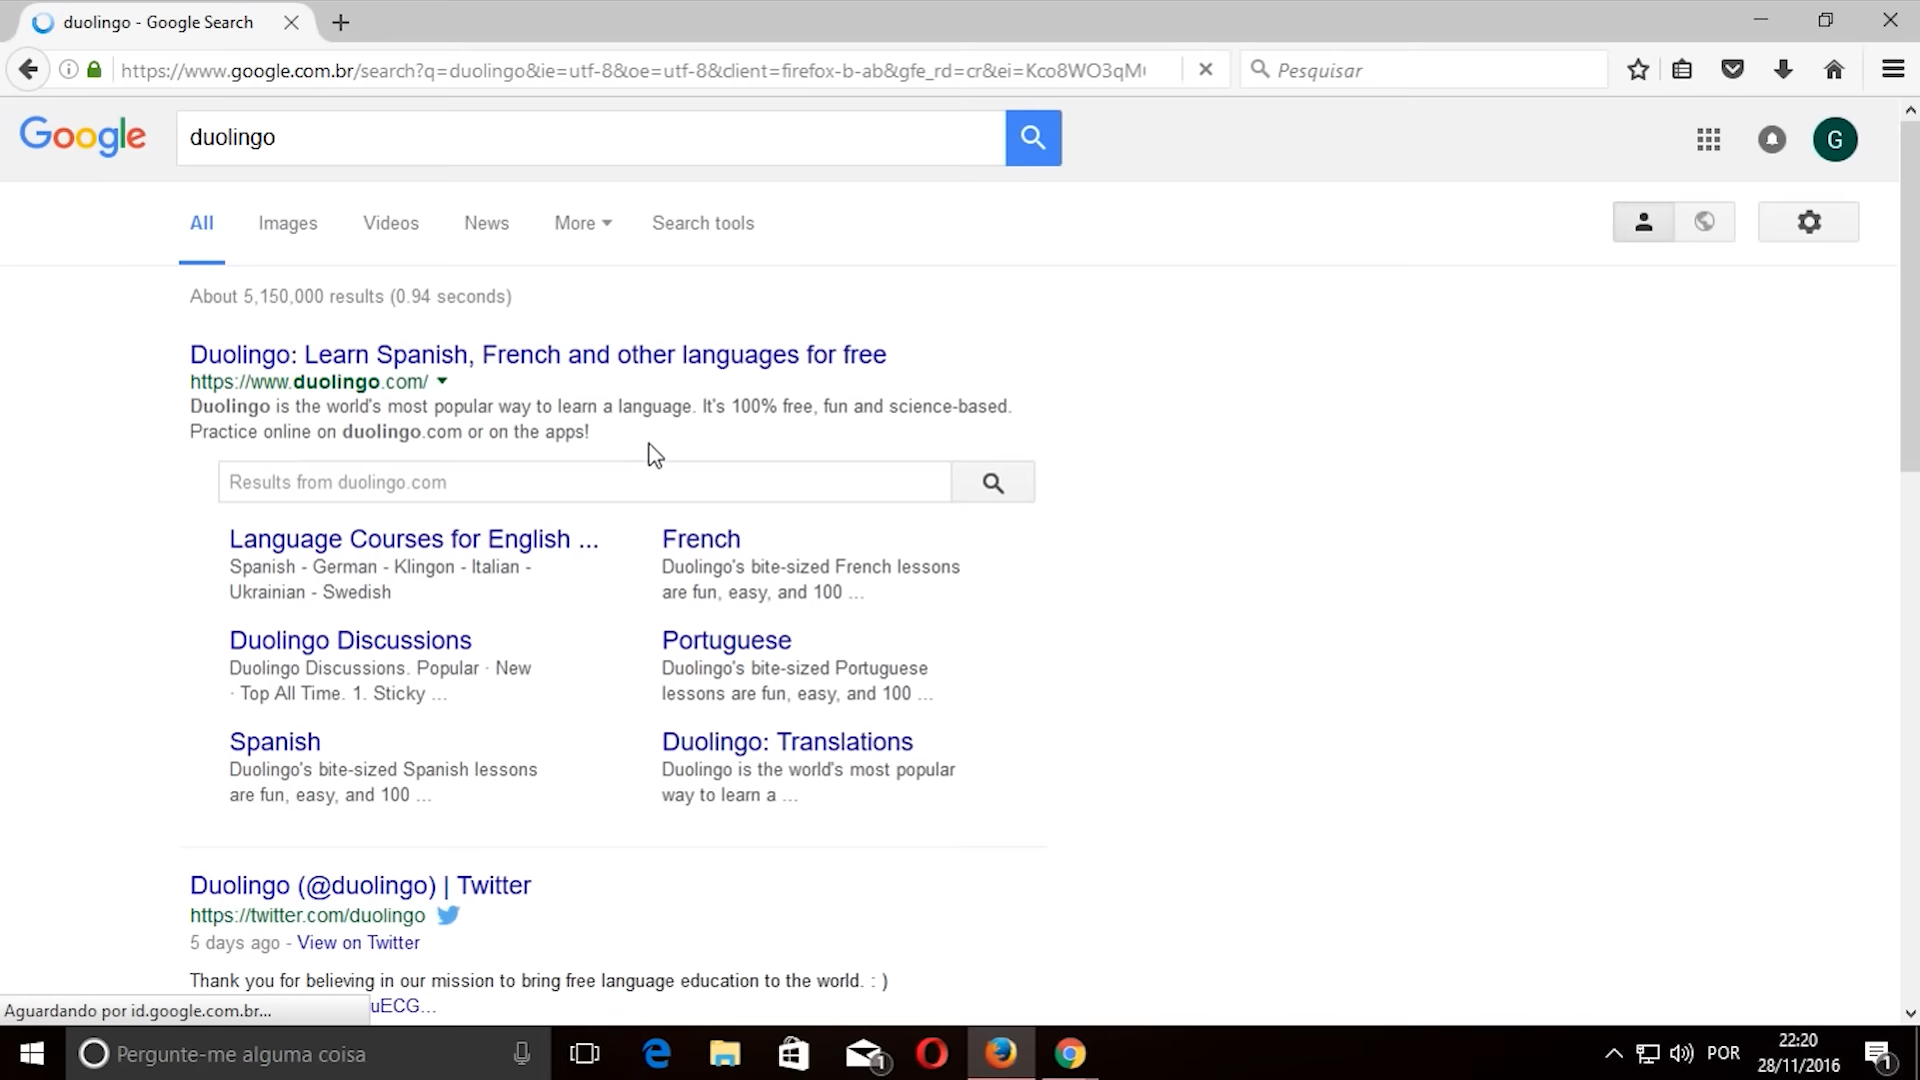 duolingo - Google Search
https://www.google.com.br/search?q=duolingo&ie=utf-8&oe=utf-8&client=firefox-b-ab&gfe_rd=cr&ei=Kco8WO3qM
Pesquisar
Google
duolingo
G
All Images Videos News More Search tools
About 5,150,000 results (0.94 seconds)
Duolingo: Learn Spanish, French and other languages for free
https://www.duolingo.com/
Duolingo is the world's most popular way to learn a language. It's 100% free, fun and science-based.
Practice online on duolingo.com or on the apps!
Results from duolingo.com
Language Courses for English ...
Spanish - German - Klingon - Italian -
Ukrainian - Swedish
French
Duolingo's bite-sized French lessons
are fun, easy, and 100 ...
Duolingo Discussions
Duolingo Discussions. Popular · New
· Top All Time. 1. Sticky ...
Portuguese
Duolingo's bite-sized Portuguese
lessons are fun, easy, and 100 ...
Spanish
Duolingo's bite-sized Spanish lessons
are fun, easy, and 100 ...
Duolingo: Translations
Duolingo is the world's most popular
way to learn a ...
Duolingo (@duolingo) | Twitter
https://twitter.com/duolingo
5 days ago - View on Twitter
Thank you for believing in our mission to bring free language education to the world. : )
uECG...
Aguardando por id.google.com.br...
Pergunte-me alguma coisa
1
POR
22:20
28/11/2016
1